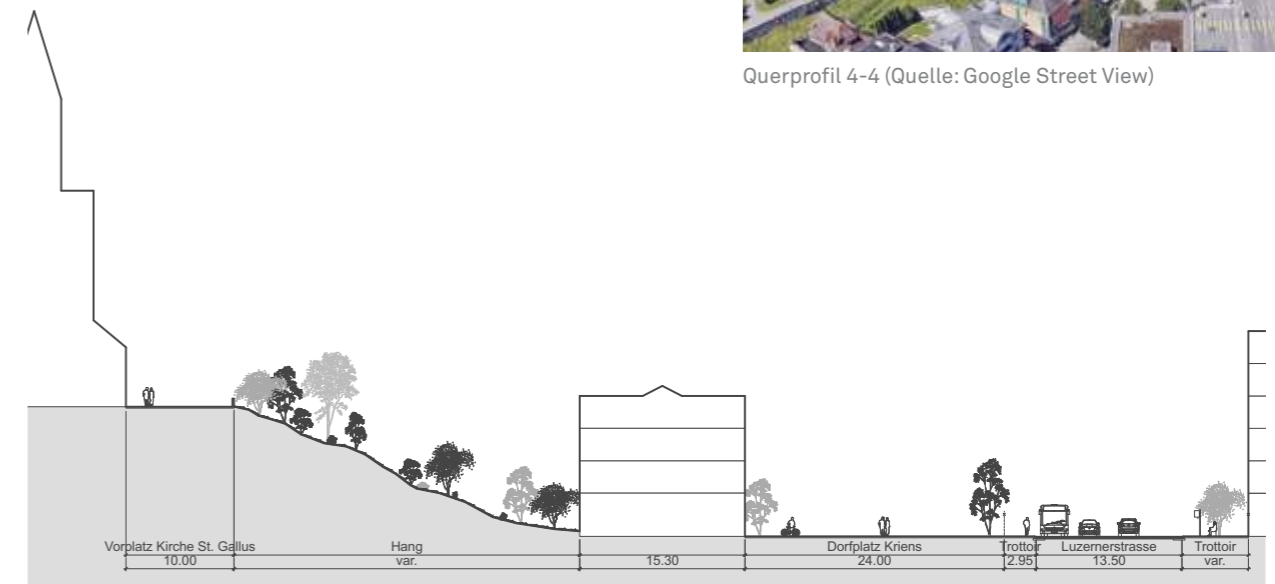 Querprofil 4-4 (Quelle: Google Street View)
Vorplatz Kirche St. Gallus Hang Dorfplatz Kriens Trottoir Luzernerstrasse Trottoir
10.00 var. 15.30 24.00 2.95 13.50 var.